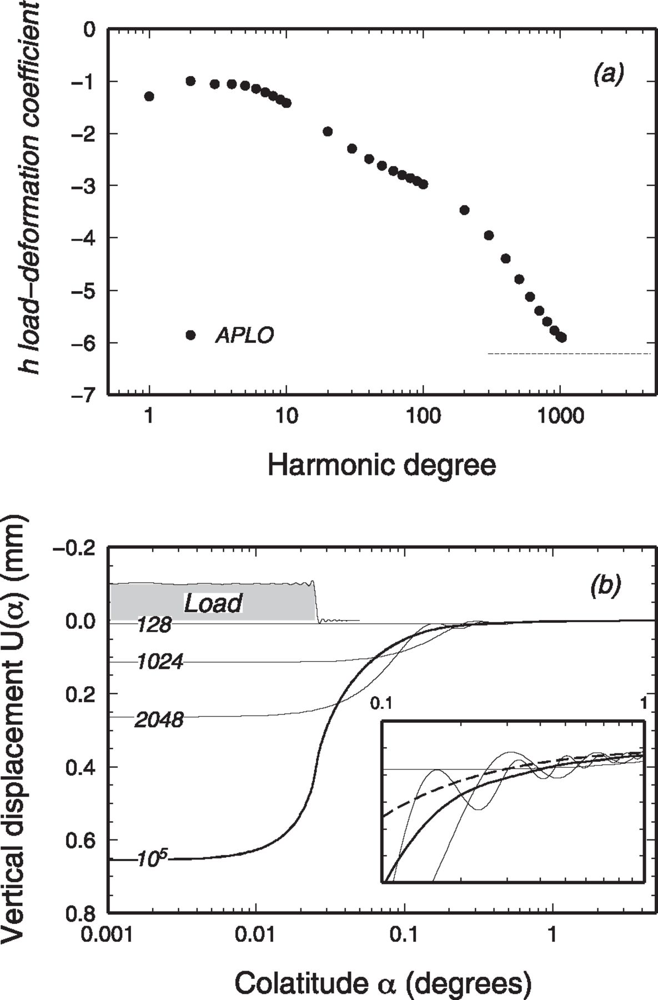 h load–deformation coefficient
0
−1
−2
−3
−4
−5
−6
−7
(a)
APLO
1 10 100 1000
Harmonic degree
Vertical displacement U(α) (mm)
−0.2
0.0
0.2
0.4
0.6
0.8
(b)
Load
128
1024
2048
10⁵
0.1 1
0.001 0.01 0.1 1
Colatitude α (degrees)